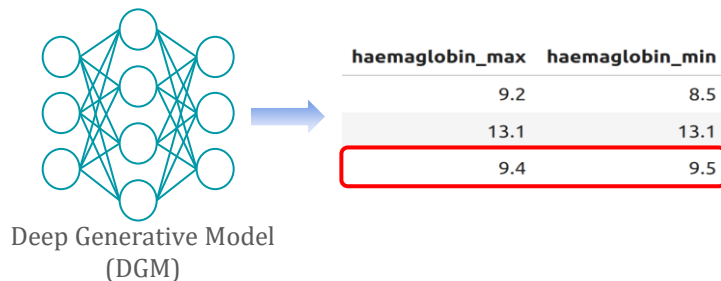 haemaglobin_max haemaglobin_min
9.2 8.5
13.1 13.1
9.4 9.5
Deep Generative Model
(DGM)